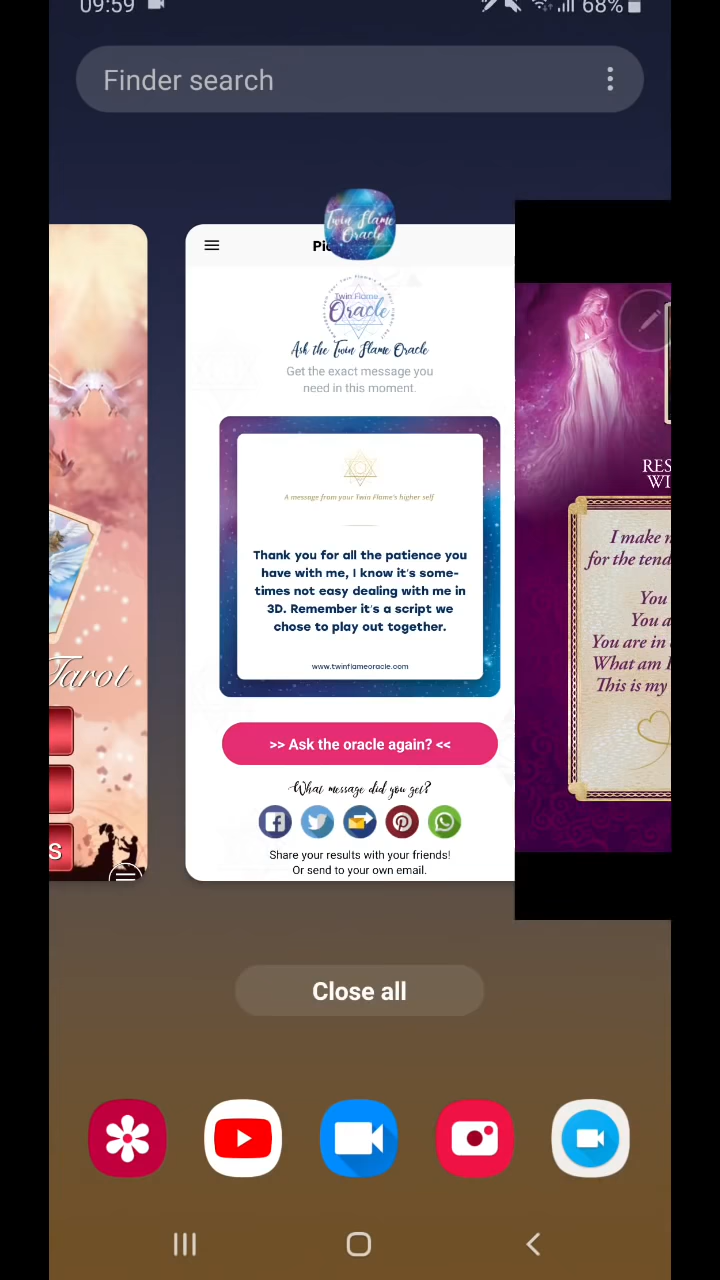 09:59
68%
Finder search
Twin Flame
Oracle
Twin Flame
Oracle
Ask the Twin Flame Oracle
Get the exact message you
need in this moment.
A message from your Twin Flame's higher self
Thank you for all the patience you
have with me, I know it's some-
times not easy dealing with me in
3D. Remember it's a script we
chose to play out together.
www.twinflameoracle.com
>> Ask the oracle again? <<
What message did you get?
Share your results with your friends!
Or send to your own email.
Tarot
S
RES
WI
I make
for the tend
You
You a
You are in
What am I
This is my
Close all